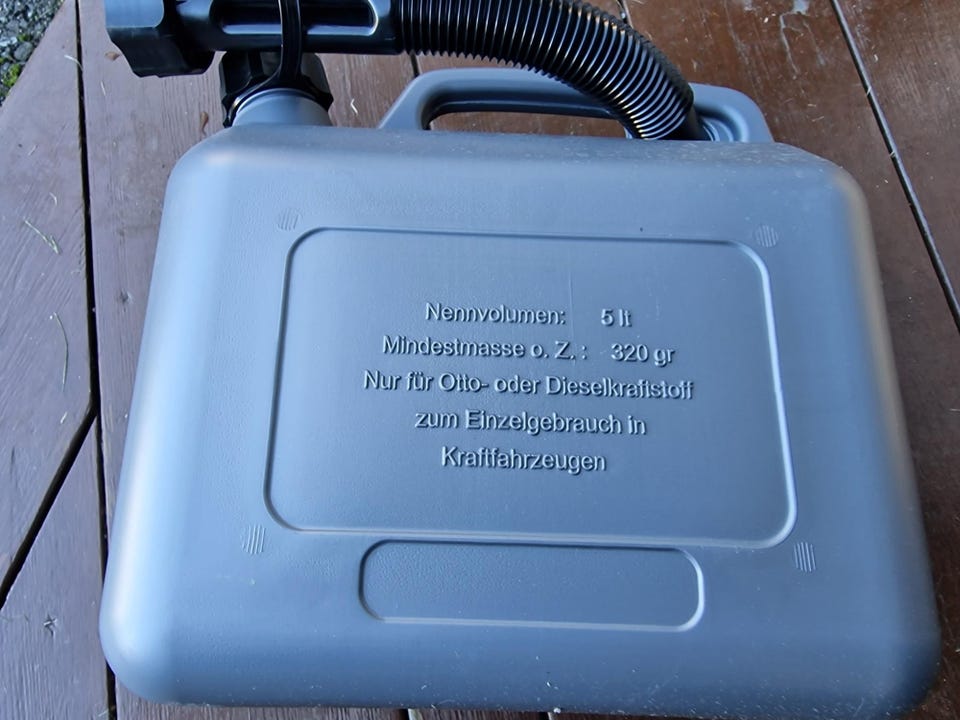 Nennvolumen: 5 lt
Mindestmasse o. Z. : 320 gr
Nur für Otto- oder Dieselkraftstoff
zum Einzelgebrauch in
Kraftfahrzeugen